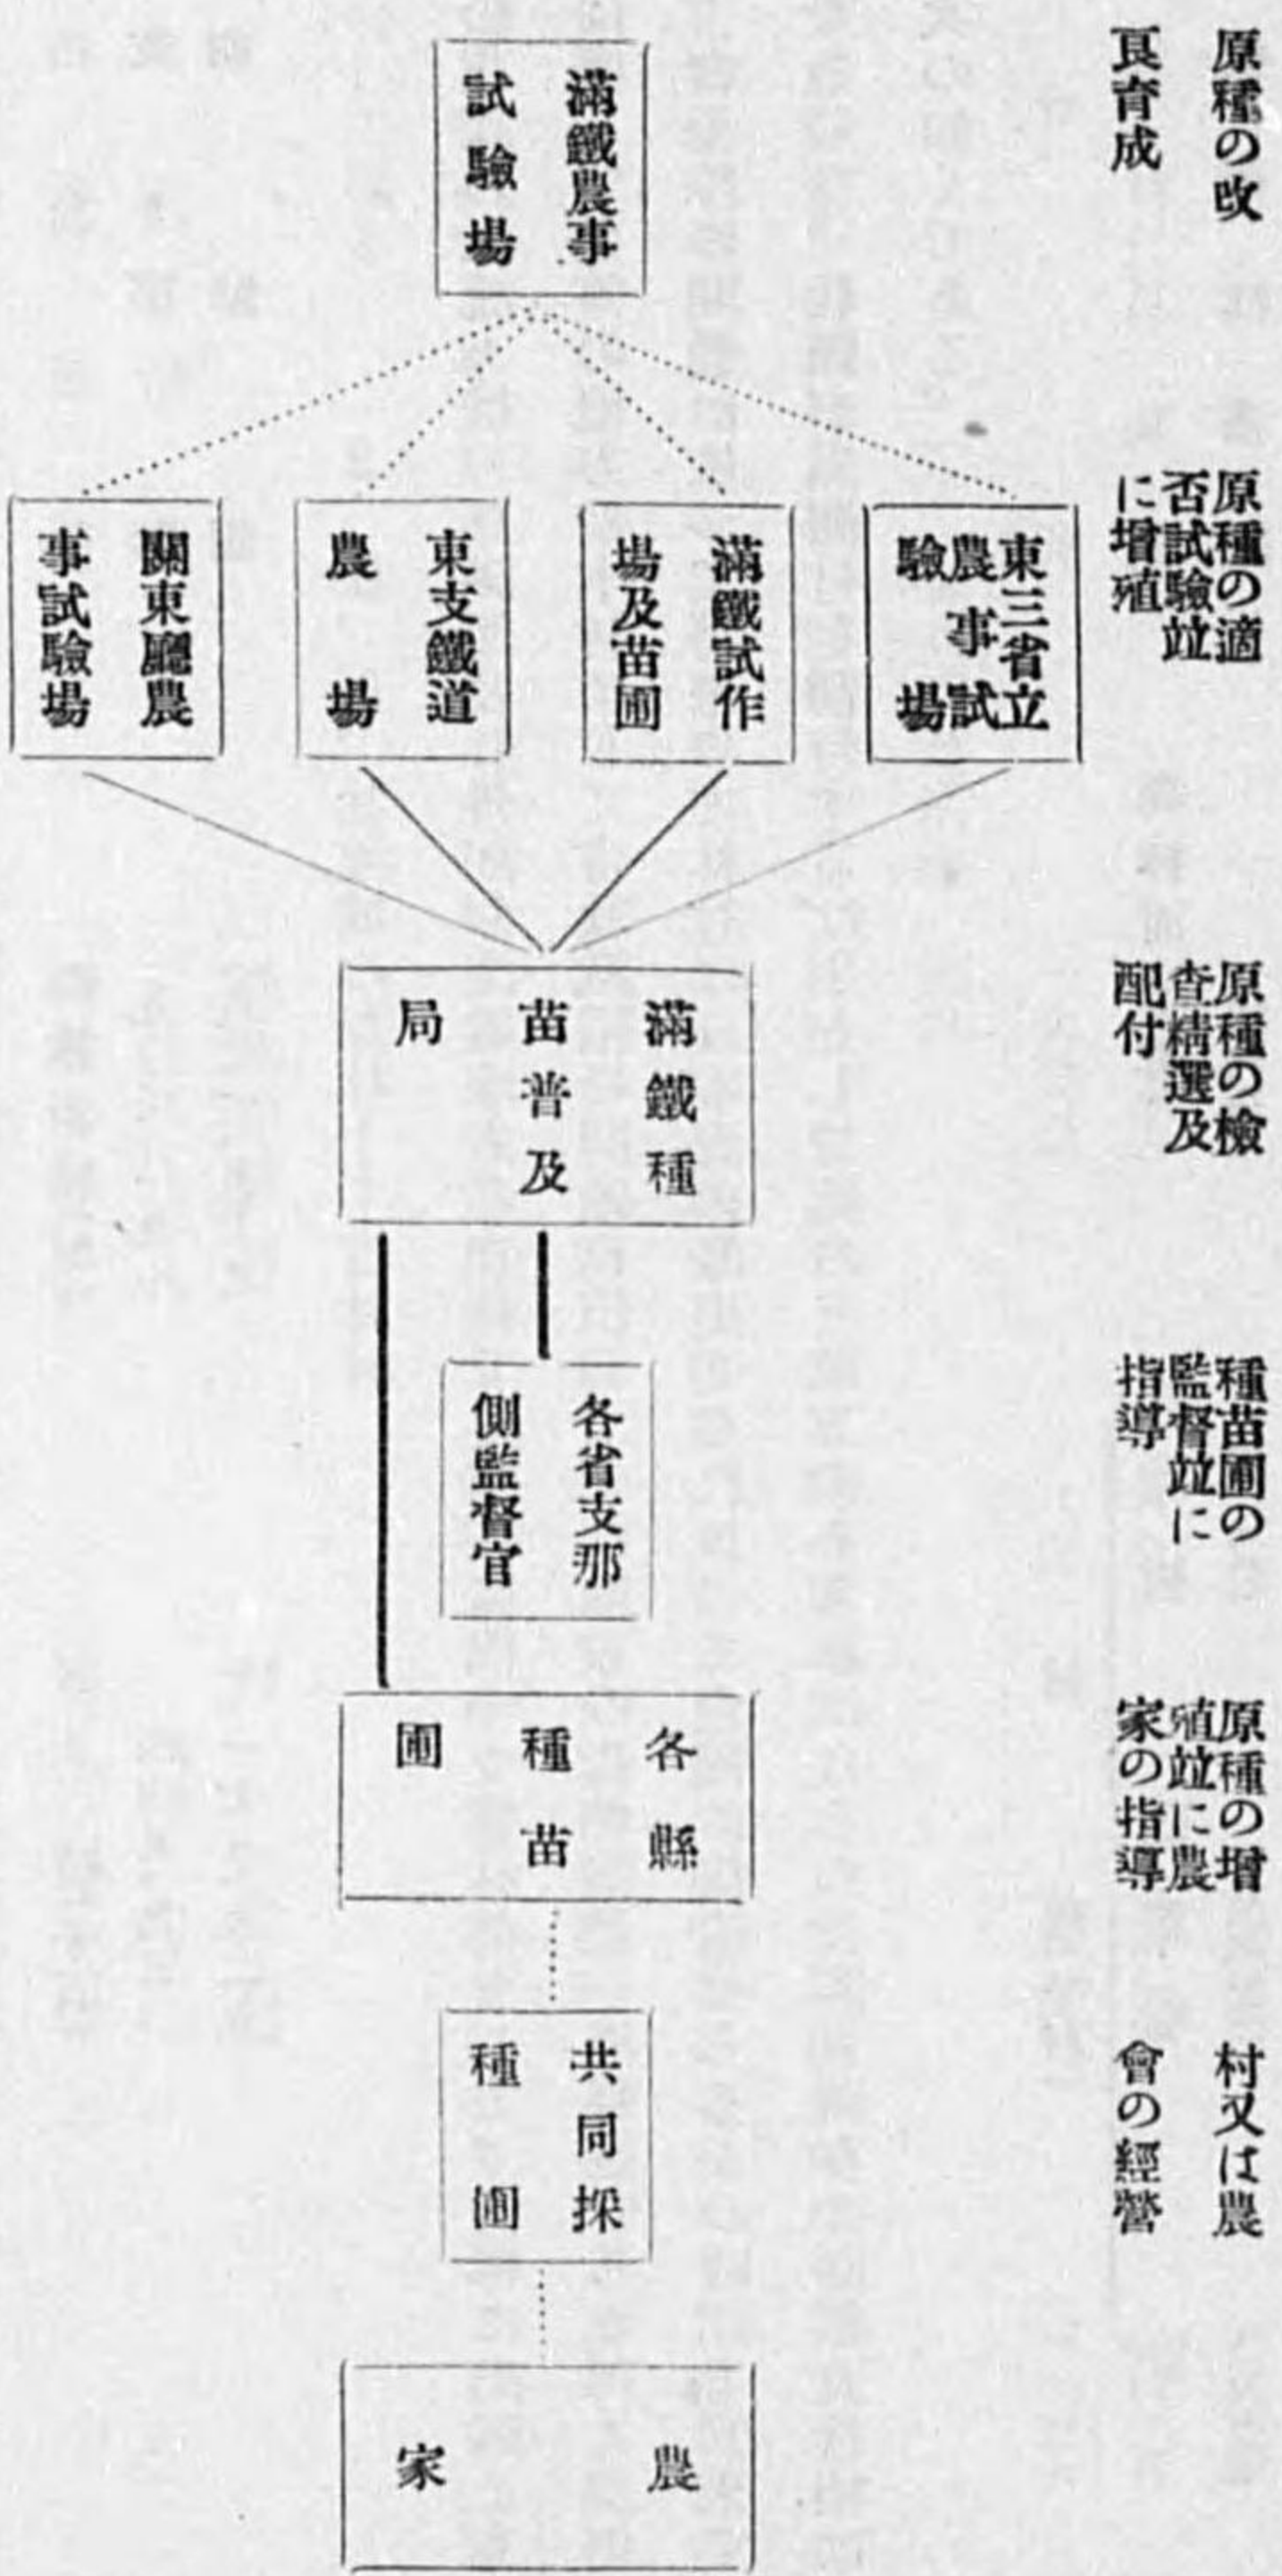 原種の改
良育成
原種の適
否試驗竝
に増殖
原種の檢
査精選及
配付
種苗圃の
監督竝に
指導
原種の增
殖竝に農
家の指導
村又は農
會の經營
滿鐵農事
試驗場
東三省立
農事試
驗場
滿鐵試作
場及苗圃
東支鐵道
農場
關東廳農
事試驗場
滿鐵種
苗普及
局
各省支那
側監督官
各縣
種苗
圃
共同採
種圃
農
家